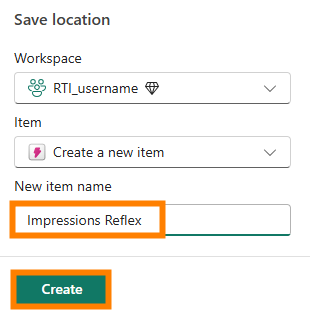 Save location
Workspace
RTI_username
Item
Create a new item
New item name
Impressions Reflex
Create